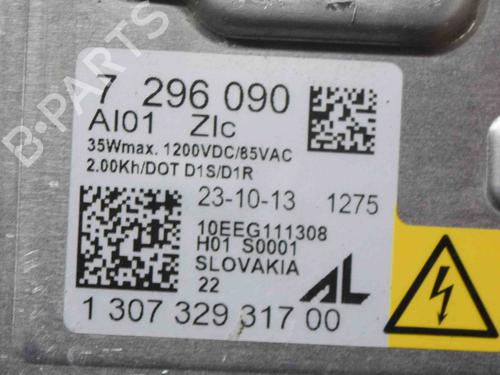 7 296 090
AI01 ZIc
35Wmax. 1200VDC/85VAC
2.00Kh/DOT D1S/D1R
23-10-13 1275
10EEG111308
H01 S0001
SLOVAKIA
22
AL
1 307 329 317 00
B-PARTS